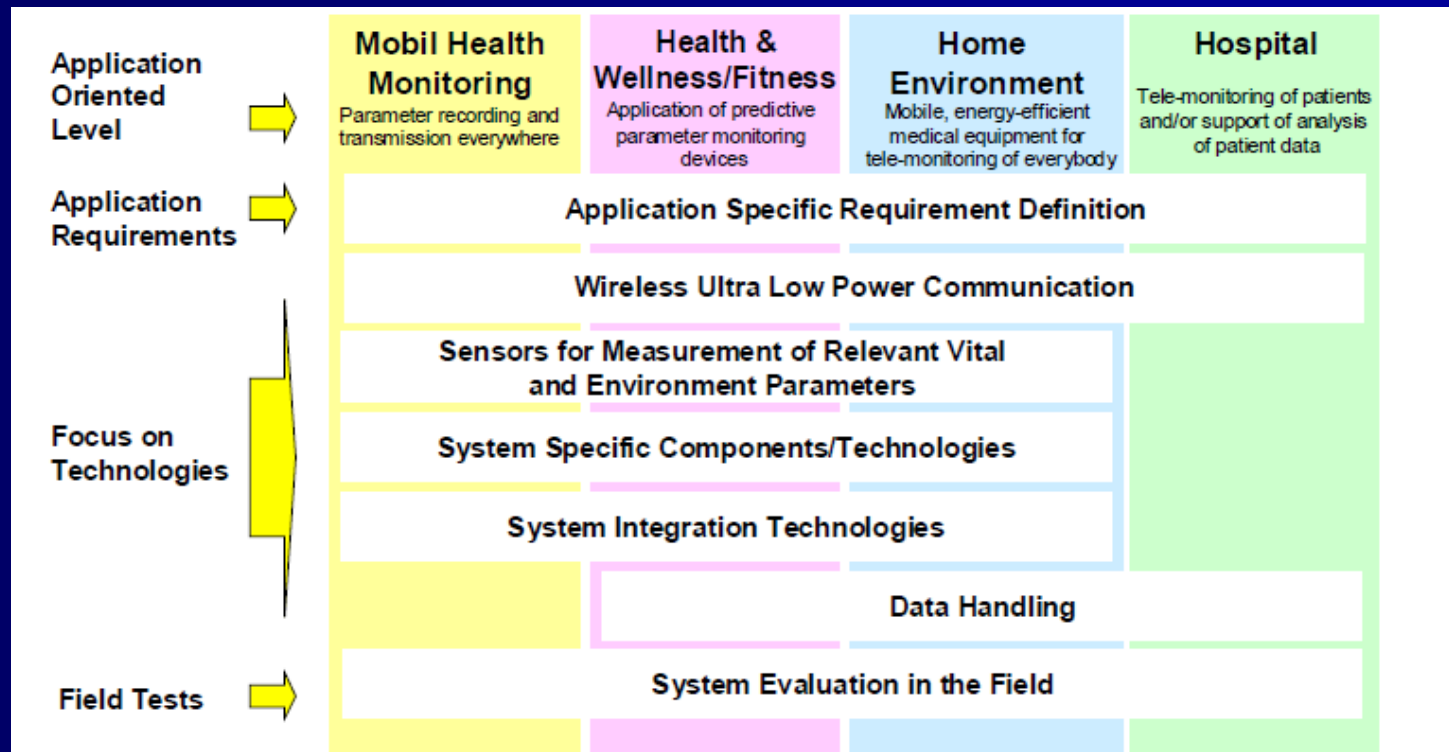 Application
Oriented
Level
Mobil Health
Monitoring
Parameter recording and
transmission everywhere
Health &
Wellness/Fitness
Application of predictive
parameter monitoring
devices
Home
Environment
Mobile, energy-efficient
medical equipment for
tele-monitoring of everybody
Hospital
Tele-monitoring of patients
and/or support of analysis
of patient data
Application
Requirements
Application Specific Requirement Definition
Wireless Ultra Low Power Communication
Focus on
Technologies
Sensors for Measurement of Relevant Vital
and Environment Parameters
System Specific Components/Technologies
System Integration Technologies
Data Handling
Field Tests
System Evaluation in the Field